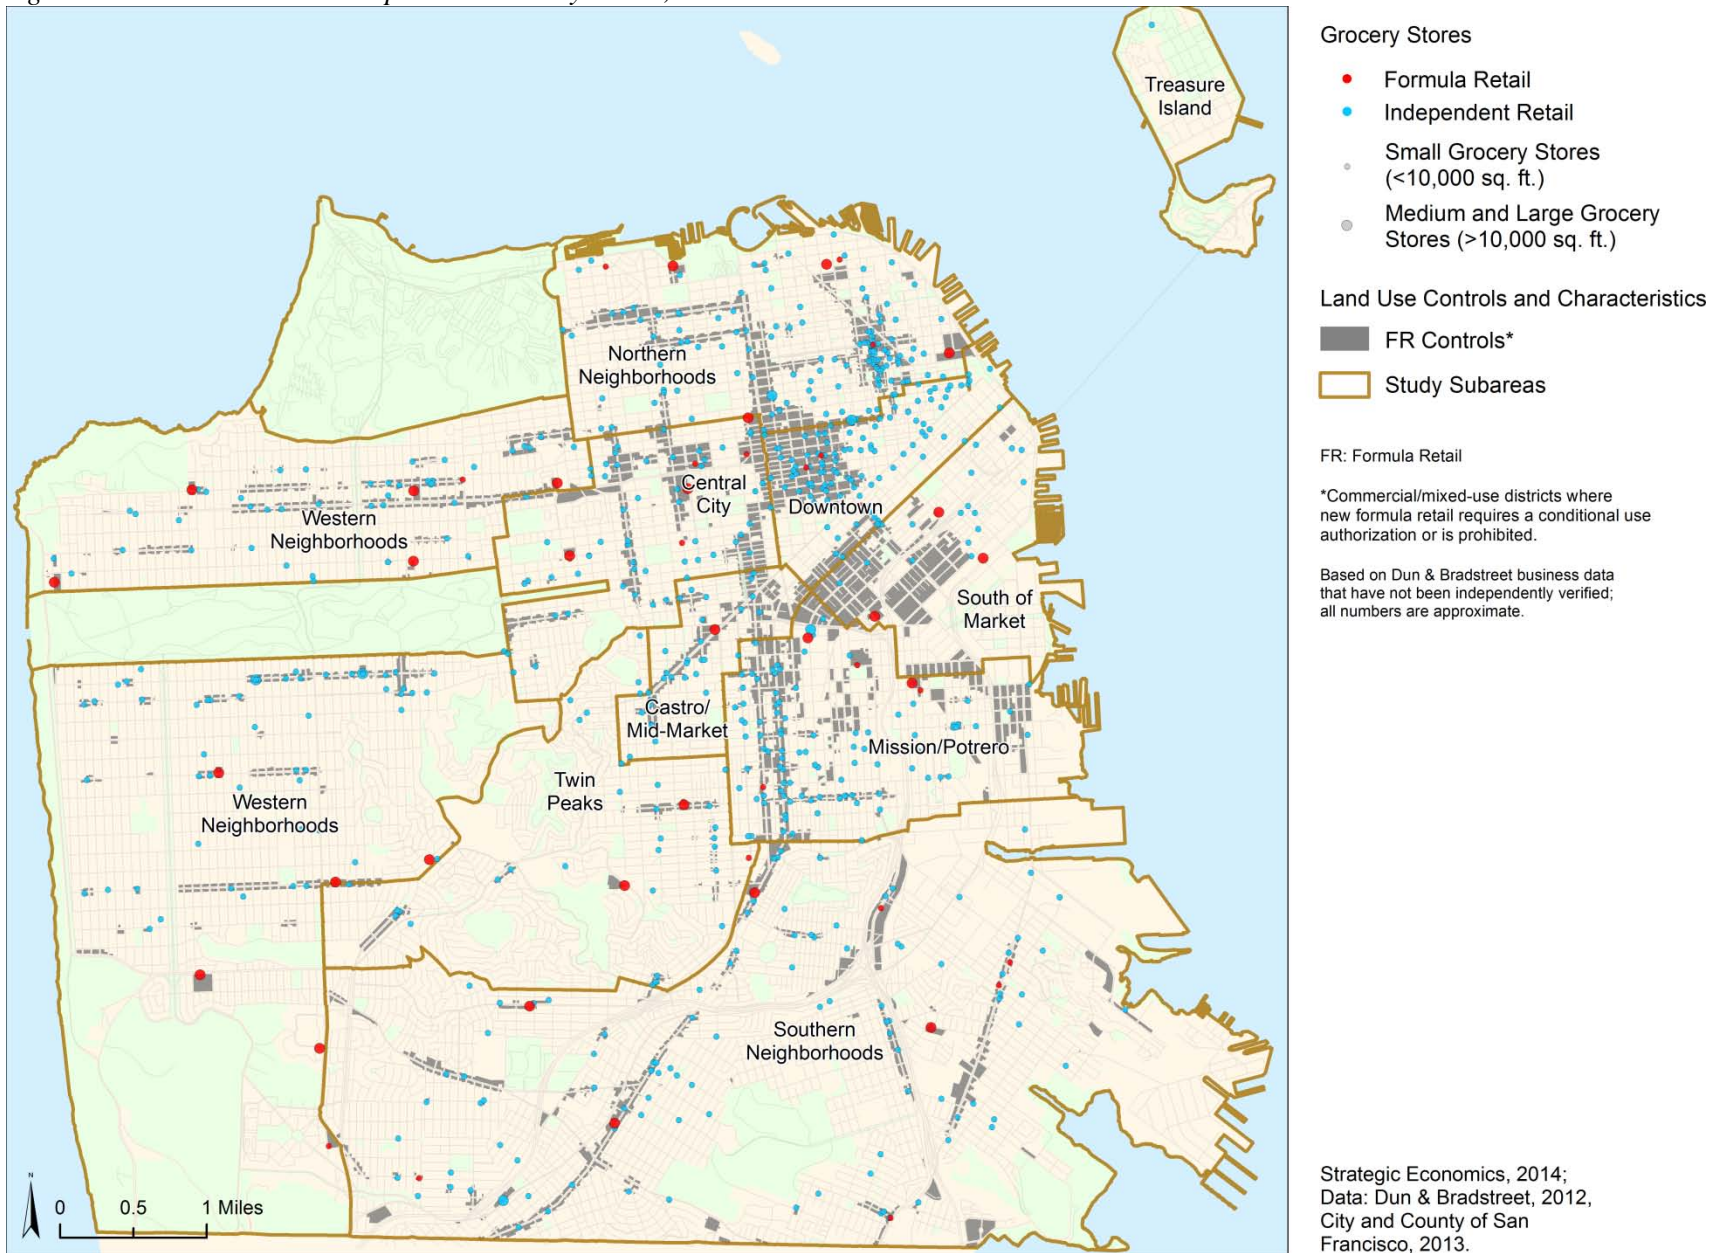 Treasure
Island
Northern
Neighborhoods
Central
City
Downtown
Western
Neighborhoods
South of
Market
Castro/
Mid-Market
Mission/Potrero
Twin
Peaks
Western
Neighborhoods
Southern
Neighborhoods
N
0 0.5 1 Miles
Grocery Stores
Formula Retail
Independent Retail
Small Grocery Stores
(<10,000 sq. ft.)
Medium and Large Grocery
Stores (>10,000 sq. ft.)
Land Use Controls and Characteristics
FR Controls*
Study Subareas
FR: Formula Retail
*Commercial/mixed-use districts where
new formula retail requires a conditional use
authorization or is prohibited.
Based on Dun & Bradstreet business data
that have not been independently verified;
all numbers are approximate.
Strategic Economics, 2014;
Data: Dun & Bradstreet, 2012,
City and County of San
Francisco, 2013.